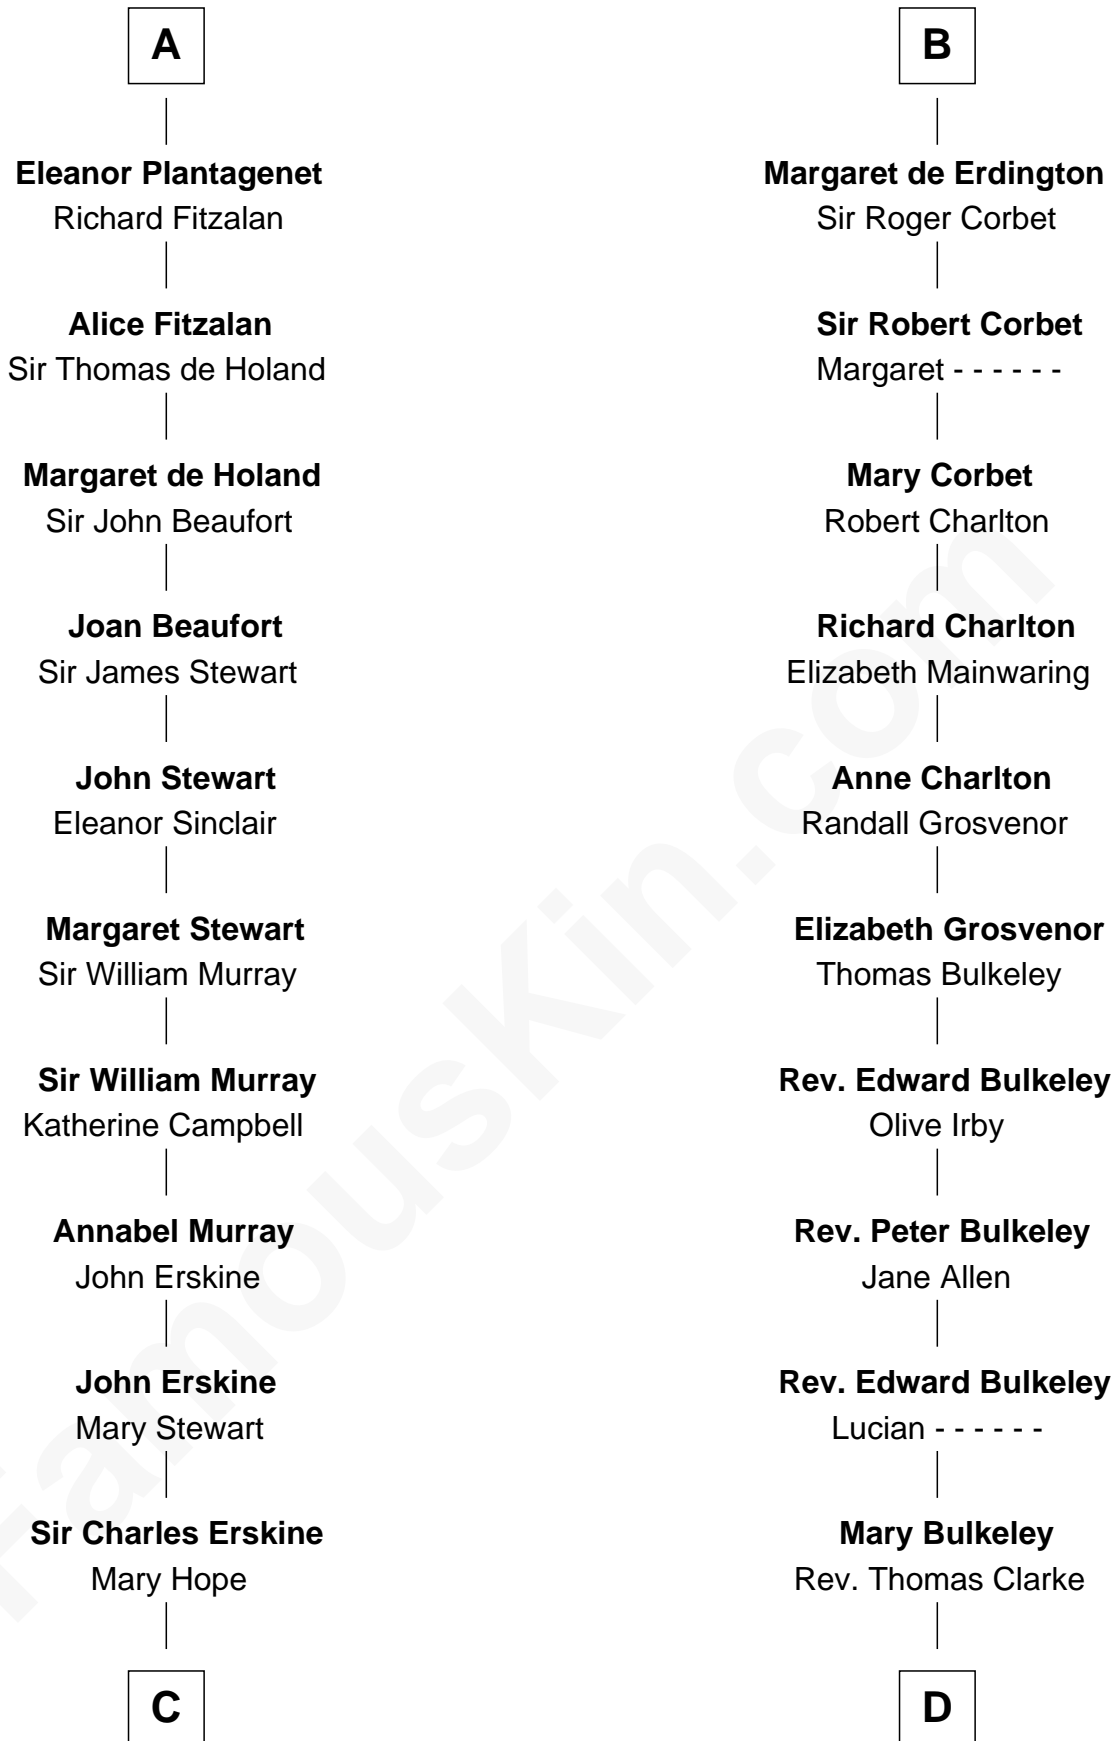 A
Eleanor Plantagenet
Richard Fitzalan
Alice Fitzalan
Sir Thomas de Holand
Margaret de Holand
Sir John Beaufort
Joan Beaufort
Sir James Stewart
John Stewart
Eleanor Sinclair
Margaret Stewart
Sir William Murray
Sir William Murray
Katherine Campbell
Annabel Murray
John Erskine
John Erskine
Mary Stewart
Sir Charles Erskine
Mary Hope
C
B
Margaret de Erdington
Sir Roger Corbet
Sir Robert Corbet
Margaret - - - - - -
Mary Corbet
Robert Charlton
Richard Charlton
Elizabeth Mainwaring
Anne Charlton
Randall Grosvenor
Elizabeth Grosvenor
Thomas Bulkeley
Rev. Edward Bulkeley
Olive Irby
Rev. Peter Bulkeley
Jane Allen
Rev. Edward Bulkeley
Lucian - - - - - -
Mary Bulkeley
Rev. Thomas Clarke
D
FamousKin.com